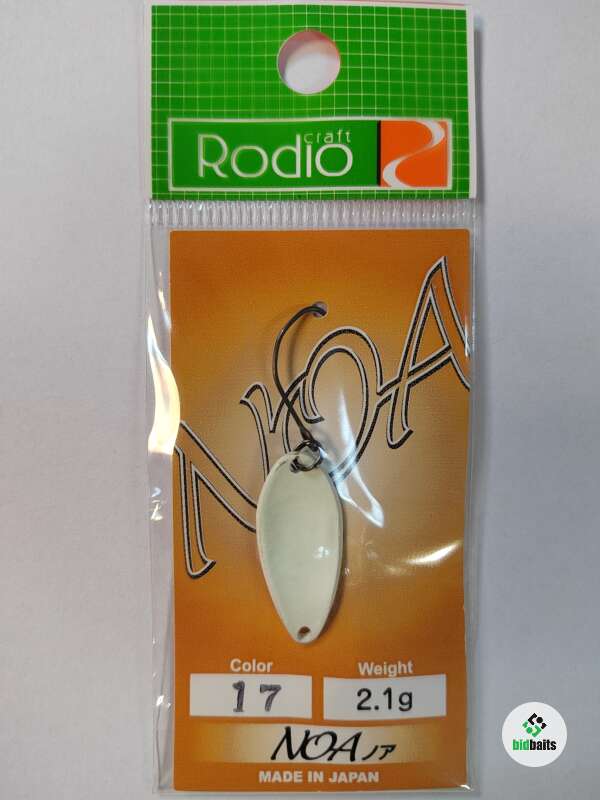 craft
Rodio
NOA
Color
Weight
17
2.1g
NOA ノア
MADE IN JAPAN
bidbaits